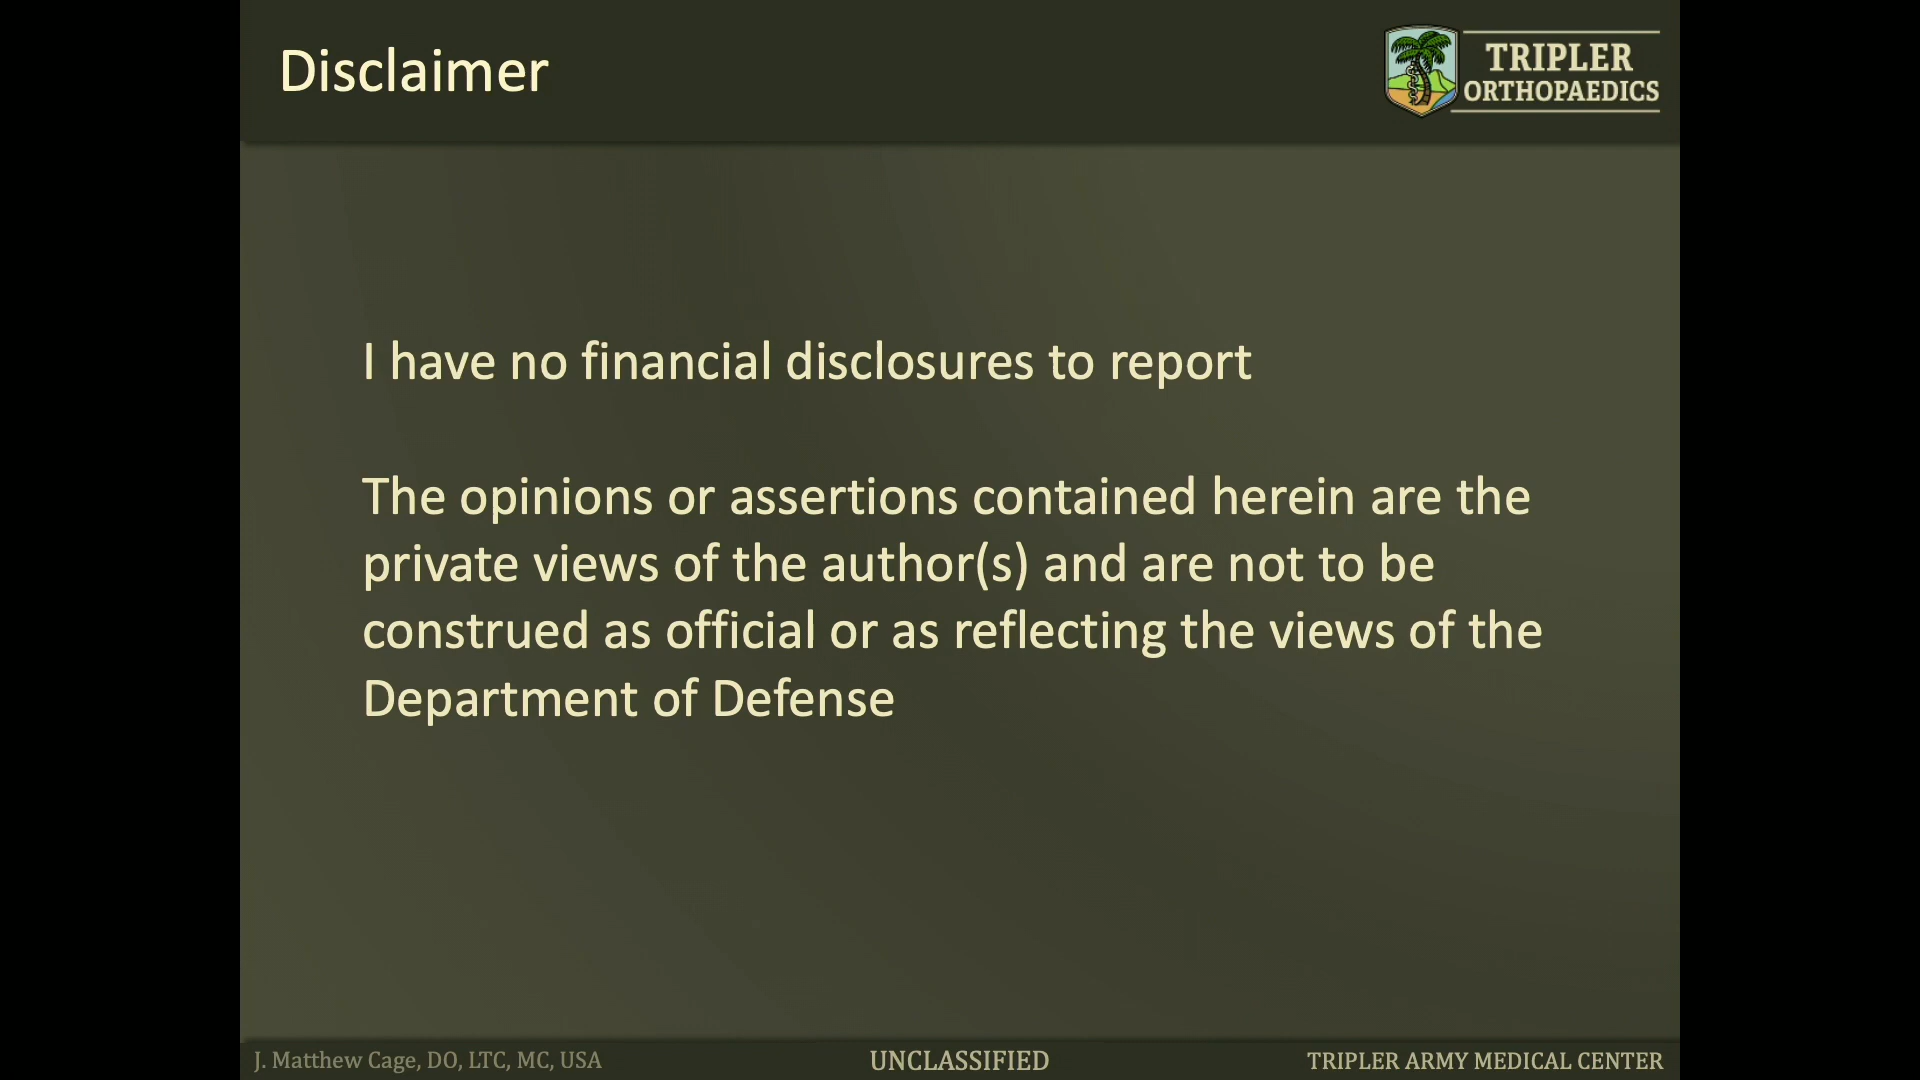 Disclaimer
TRIPLER
ORTHOPAEDICS
I have no financial disclosures to report
The opinions or assertions contained herein are the
private views of the author(s) and are not to be
construed as official or as reflecting the views of the
Department of Defense
J. Matthew Cage, DO, LTC, MC, USA
UNCLASSIFIED
TRIPLER ARMY MEDICAL CENTER